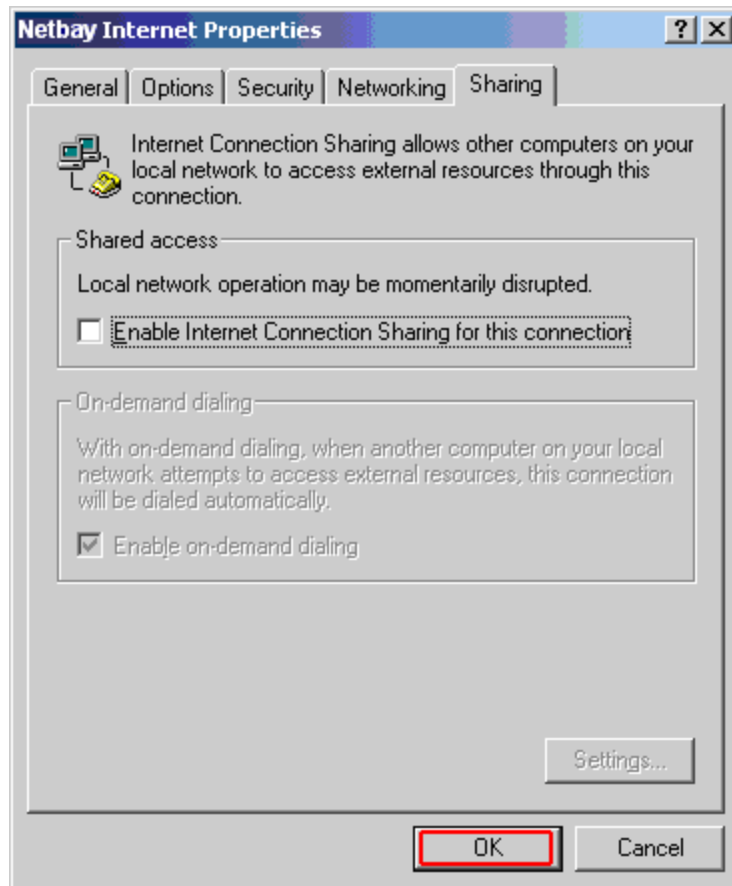 Netbay Internet Properties
?
General
Options
Security
Networking
Sharing
Internet Connection Sharing allows other computers on your
local network to access external resources through this
connection.
Shared access
Local network operation may be momentarily disrupted.
Enable Internet Connection Sharing for this connection
On-demand dialing
With on-demand dialing, when another computer on your local
network attempts to access external resources, this connection
will be dialed automatically.
Enable on-demand dialing
Settings...
OK
Cancel